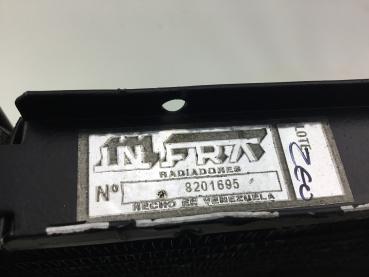 INFRA
RADIADORES
Nº 8201695
HECHO EN VENEZUELA
LOTE